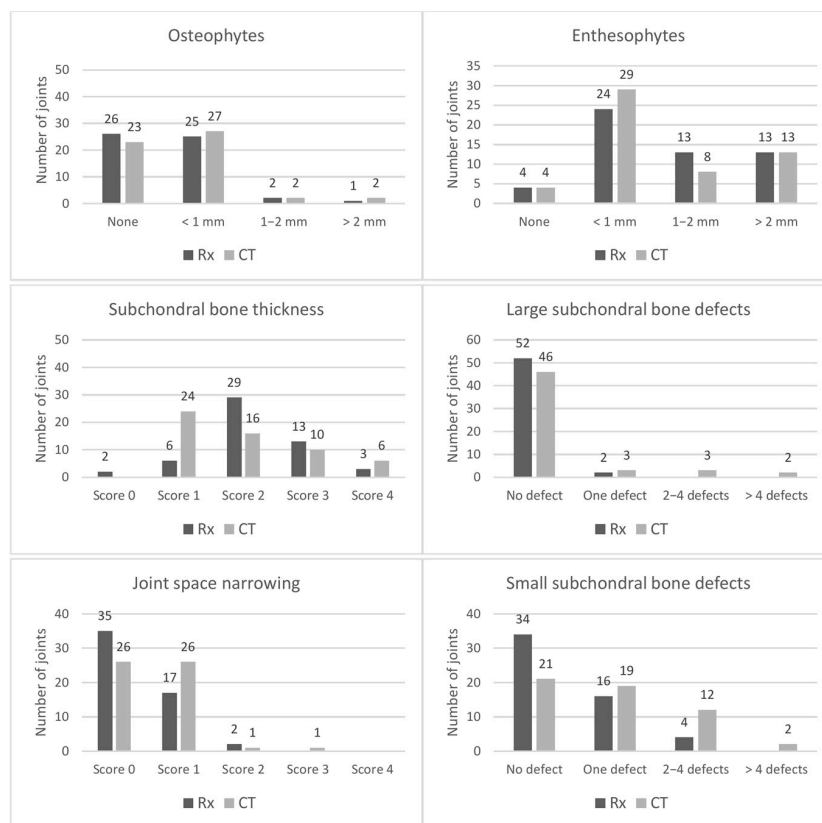 Osteophytes
Number of joints
50
40
30
20
10
0
26
23
25
27
2
2
1
2
None
< 1 mm
1–2 mm
> 2 mm
Rx CT
Enthesophytes
Number of joints
35
30
25
20
15
10
5
0
4
4
24
29
13
8
13
13
None
< 1 mm
1–2 mm
> 2 mm
Rx CT
Subchondral bone thickness
Number of joints
50
40
30
20
10
0
2
6
24
29
16
13
10
3
6
Score 0
Score 1
Score 2
Score 3
Score 4
Rx CT
Large subchondral bone defects
Number of joints
60
50
40
30
20
10
0
52
46
2
3
3
2
No defect
One defect
2–4 defects
> 4 defects
Rx CT
Joint space narrowing
Number of joints
40
30
20
10
0
35
26
17
26
2
1
1
Score 0
Score 1
Score 2
Score 3
Score 4
Rx CT
Small subchondral bone defects
Number of joints
40
30
20
10
0
34
21
16
19
4
12
2
No defect
One defect
2–4 defects
> 4 defects
Rx CT